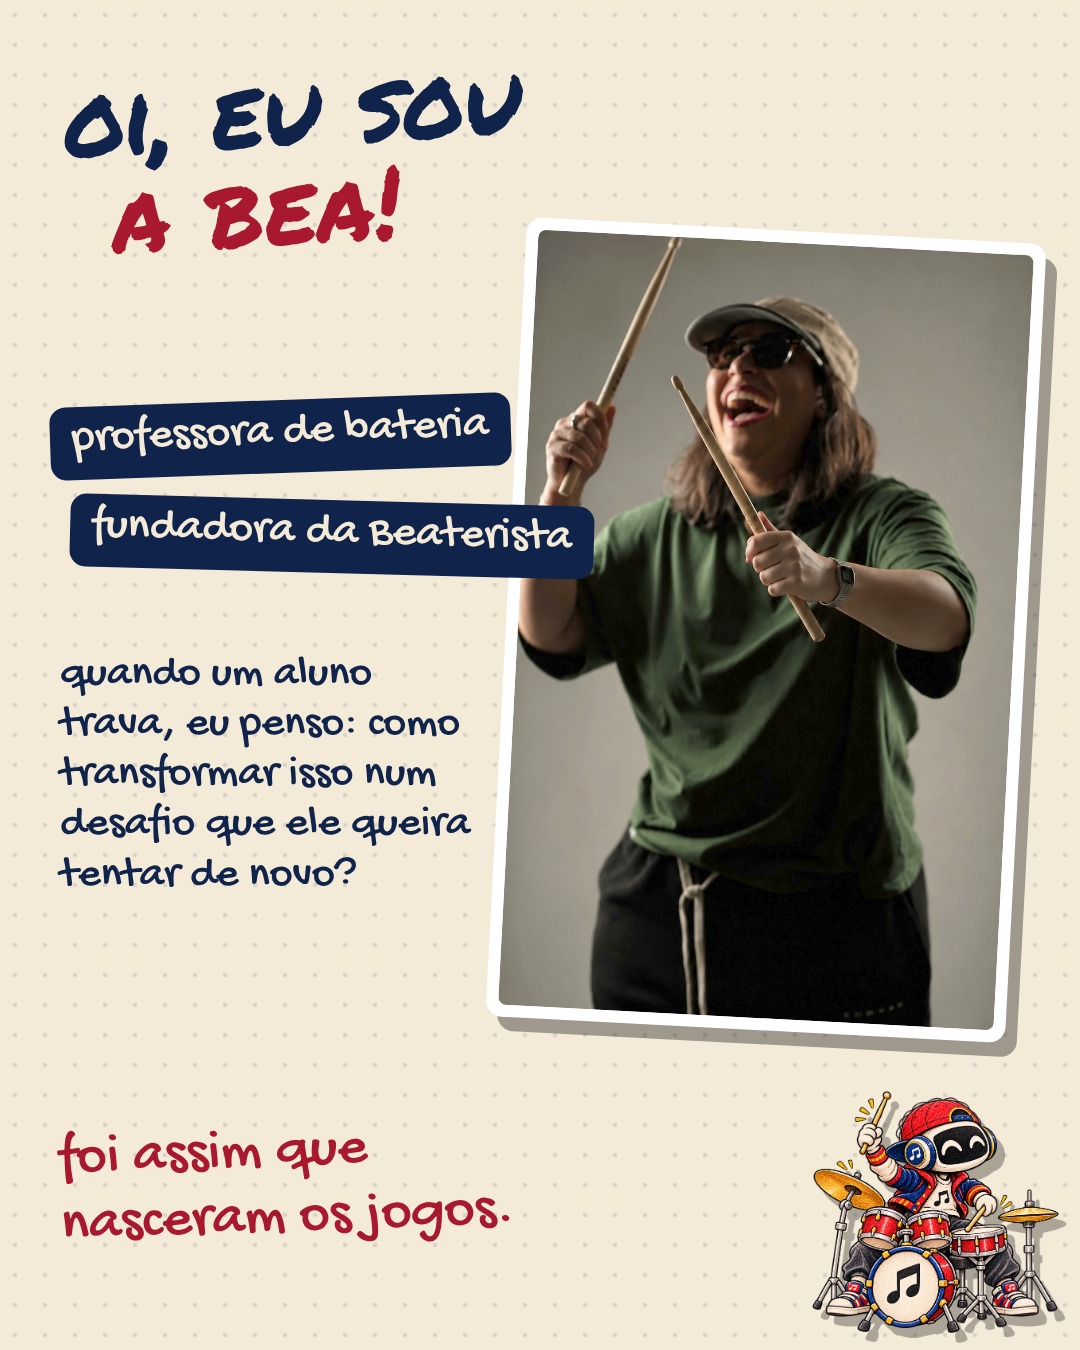 OI, EU SOU
A BEA!
professora de bateria
fundadora da Beaterista
quando um aluno
trava, eu penso: como
transformar isso num
desafio que ele queira
tentar de novo?
foi assim que
nasceram os jogos.